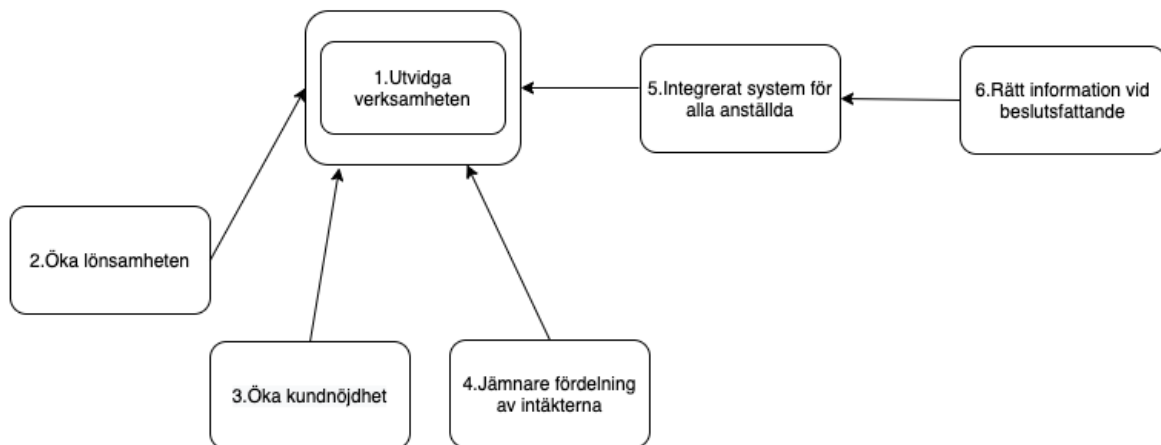 1.Utvidga
verksamheten
5.Integrerat system för
alla anställda
6.Rätt information vid
beslutsfattande
2.Öka lönsamheten
3.Öka kundnöjdhet
4.Jämnare fördelning
av intäkterna